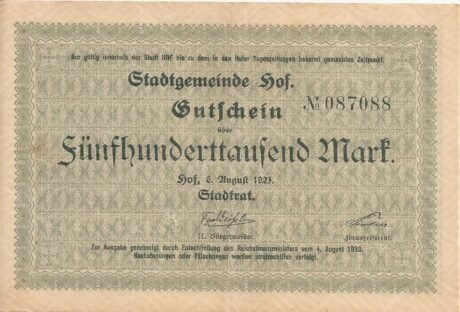 Nur gültig innerhalb der Stadt HOF bis zu dem in den Hofer Tageszeitungen bekannt gemachten Zeitpunkt.
Stadtgemeinde Hof.
Gutschein
№ 087088
über
Fünfhunderttausend Mark.
Hof, 6. August 1923.
Stadtrat.
II. Bürgermeister.
Finanzreferent.
Zur Ausgabe genehmigt durch Entschließung des Reichsfinanzministers vom 4. August 1923.
Nachahmungen oder Fälschungen werden strafrechtlich verfolgt.